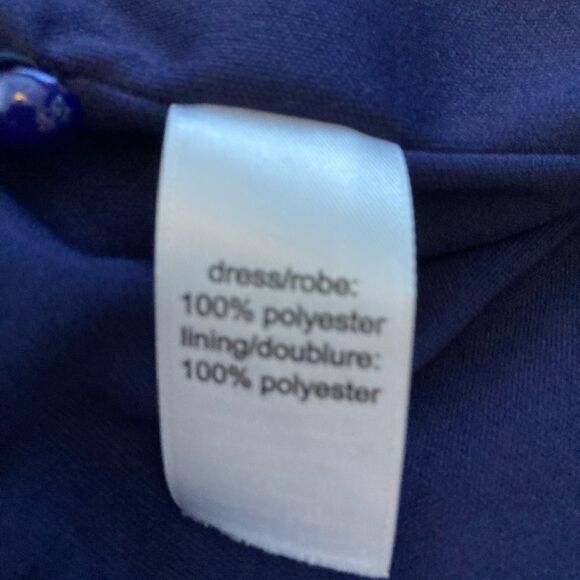 dress/robe:
100% polyester
lining/doublure:
100% polyester